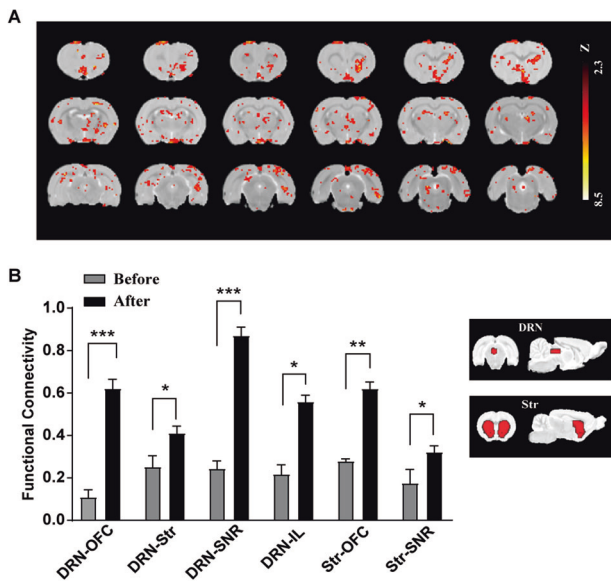 A
Z
2.3
8.5
B
Before
After
Functional Connectivity
1.0
0.8
0.6
0.4
0.2
0.0
***
*
***
*
**
*
DRN-OFC
DRN-Str
DRN-SNR
DRN-IL
Str-OFC
Str-SNR
DRN
Str